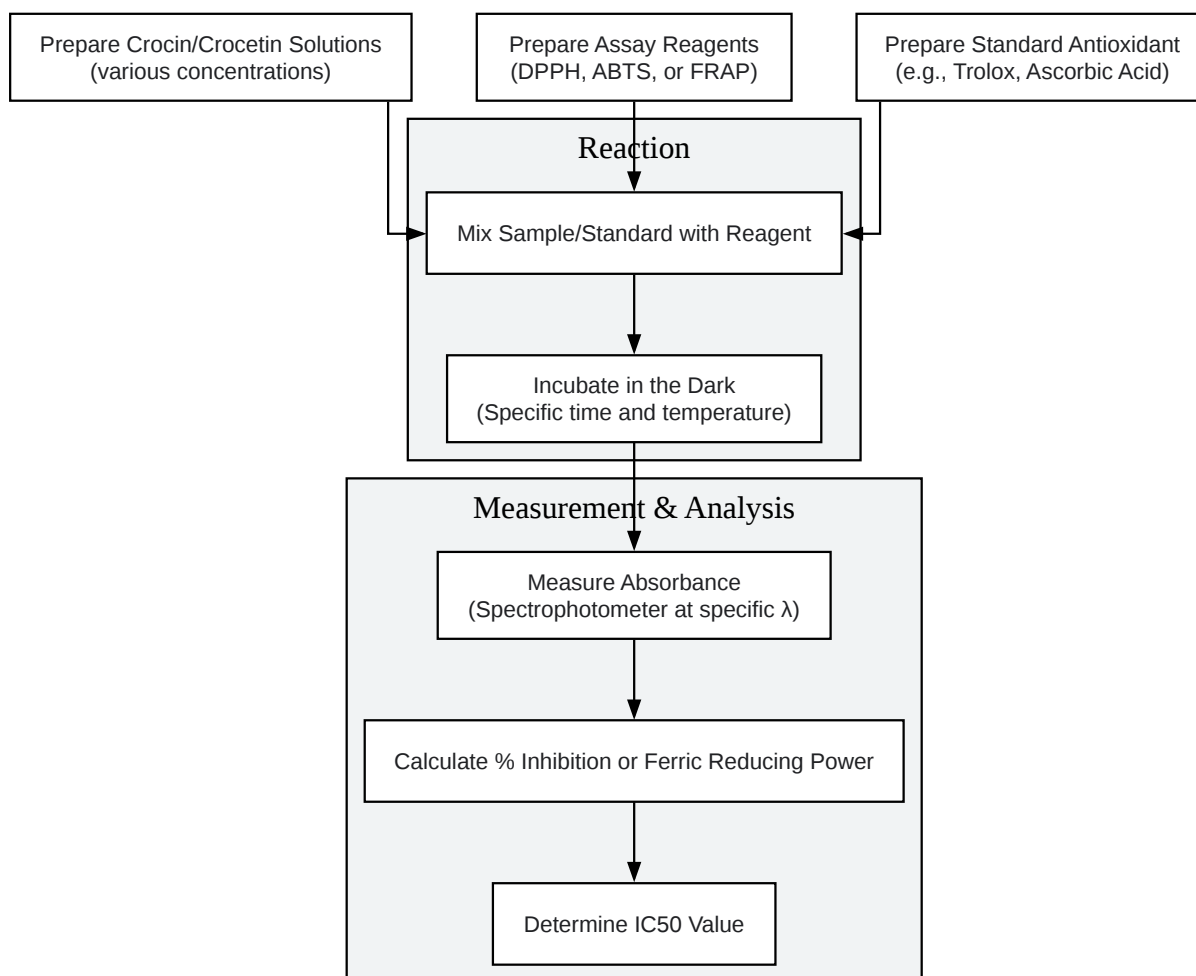 Prepare Crocin/Crocetin Solutions
(various concentrations)
Prepare Assay Reagents
(DPPH, ABTS, or FRAP)
Prepare Standard Antioxidant
(e.g., Trolox, Ascorbic Acid)
Reaction
Mix Sample/Standard with Reagent
Incubate in the Dark
(Specific time and temperature)
Measurement & Analysis
Measure Absorbance
(Spectrophotometer at specific λ)
Calculate % Inhibition or Ferric Reducing Power
Determine IC50 Value